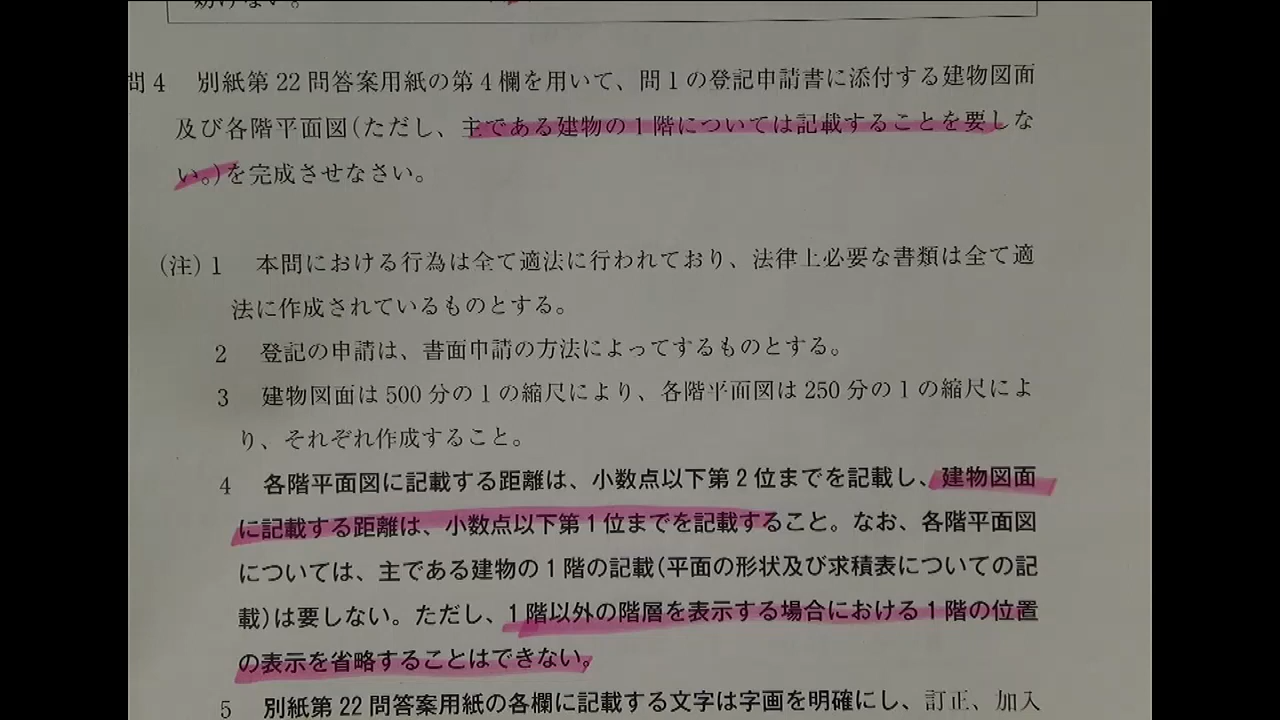 効けない。
問4 別紙第22問答案用紙の第4欄を用いて、問1の登記申請書に添付する建物図面
及び各階平面図(ただし、主である建物の1階については記載することを要しな
い。)を完成させなさい。
(注)1 本問における行為は全て適法に行われており、法律上必要な書類は全て適
法に作成されているものとする。
2 登記の申請は、書面申請の方法によってするものとする。
3 建物図面は500分の1の縮尺により、各階平面図は250分の1の縮尺によ
り、それぞれ作成すること。
4 各階平面図に記載する距離は、小数点以下第2位までを記載し、建物図面
に記載する距離は、小数点以下第1位までを記載すること。なお、各階平面図
については、主である建物の1階の記載(平面の形状及び求積表についての記
載)は要しない。ただし、1階以外の階層を表示する場合における1階の位置
の表示を省略することはできない。
5 別紙第22問答案用紙の各欄に記載する文字は字画を明確にし、訂正、加入